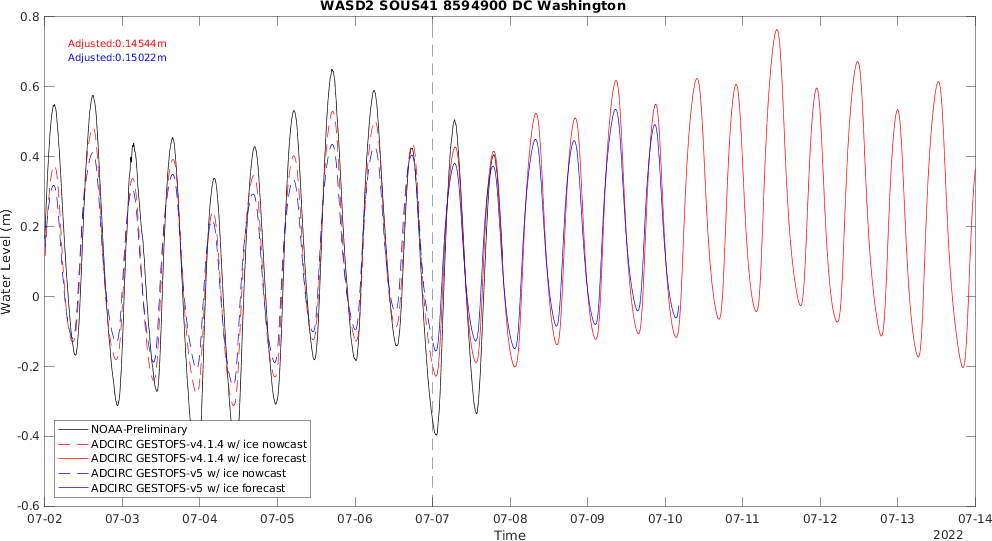 WASD2 SOUS41 8594900 DC Washington
0.8
0.6
0.4
0.2
0
-0.2
-0.4
-0.6
Water Level (m)
Adjusted:0.14544m
Adjusted:0.15022m
NOAA-Preliminary
ADCIRC GESTOFS-v4.1.4 w/ ice nowcast
ADCIRC GESTOFS-v4.1.4 w/ ice forecast
ADCIRC GESTOFS-v5 w/ ice nowcast
ADCIRC GESTOFS-v5 w/ ice forecast
07-02 07-03 07-04 07-05 07-06 07-07 07-08 07-09 07-10 07-11 07-12 07-13 07-14
Time
2022